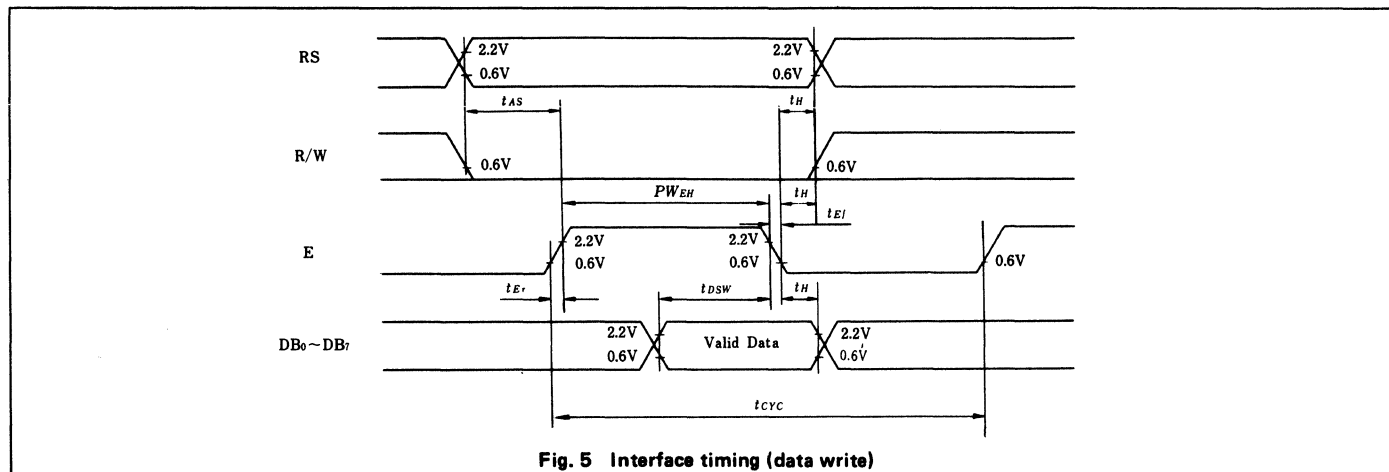 RS
2.2V
0.6V
2.2V
0.6V
tAS
tH
R/W
0.6V
0.6V
PWEH
tH
tEf
E
2.2V
0.6V
2.2V
0.6V
0.6V
tEr
tDSW
tH
DB0~DB7
2.2V
0.6V
Valid Data
2.2V
0.6V
tCYC
Fig. 5 Interface timing (data write)